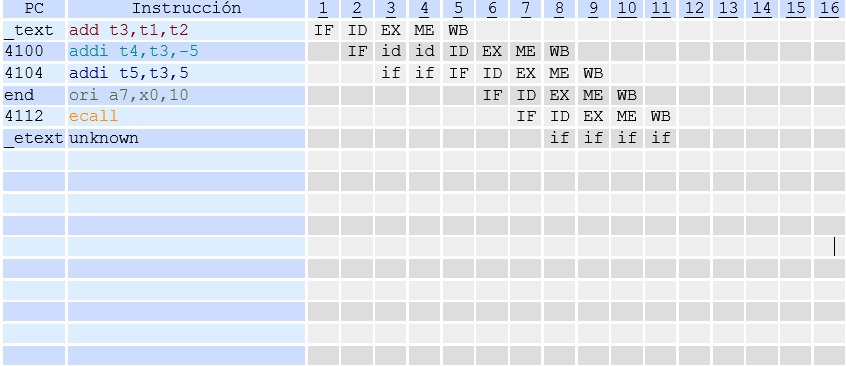 PC Instrucción 1 2 3 4 5 6 7 8 9 10 11 12 13 14 15 16
_text add t3,t1,t2 IF ID EX ME WB
4100 addi t4,t3,-5 IF id id ID EX ME WB
4104 addi t5,t3,5 if if IF ID EX ME WB
end ori a7,x0,10 IF ID EX ME WB
4112 ecall IF ID EX ME WB
_etext unknown if if if if